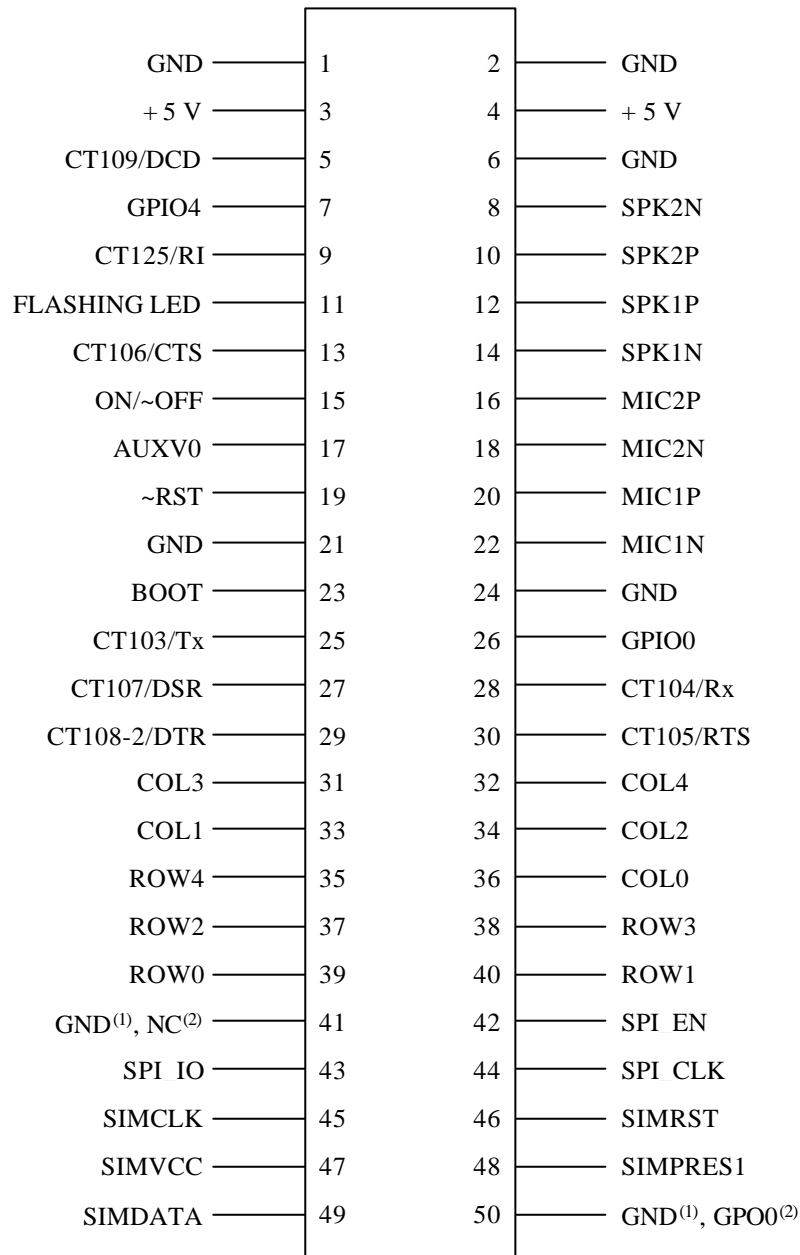 GND 1 2 GND
+ 5 V 3 4 + 5 V
CT109/DCD 5 6 GND
GPIO4 7 8 SPK2N
CT125/RI 9 10 SPK2P
FLASHING LED 11 12 SPK1P
CT106/CTS 13 14 SPK1N
ON/~OFF 15 16 MIC2P
AUXV0 17 18 MIC2N
~RST 19 20 MIC1P
GND 21 22 MIC1N
BOOT 23 24 GND
CT103/Tx 25 26 GPIO0
CT107/DSR 27 28 CT104/Rx
CT108-2/DTR 29 30 CT105/RTS
COL3 31 32 COL4
COL1 33 34 COL2
ROW4 35 36 COL0
ROW2 37 38 ROW3
ROW0 39 40 ROW1
GND(1), NC(2) 41 42 SPI_EN
SPI_IO 43 44 SPI_CLK
SIMCLK 45 46 SIMRST
SIMVCC 47 48 SIMPRES1
SIMDATA 49 50 GND(1), GPO0(2)